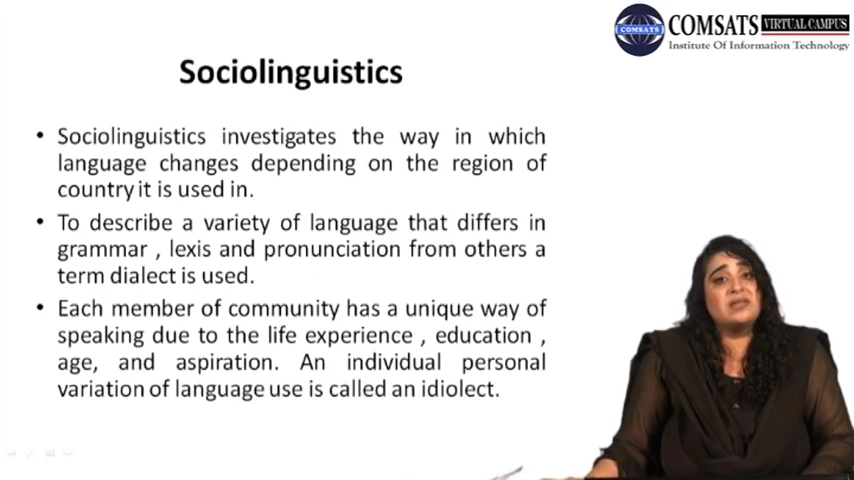 COMSATS
COMSATS VIRTUAL CAMPUS
Institute Of Information Technology
Sociolinguistics
• Sociolinguistics investigates the way in which
language changes depending on the region of
country it is used in.
• To describe a variety of language that differs in
grammar , lexis and pronunciation from others a
term dialect is used.
• Each member of community has a unique way of
speaking due to the life experience , education ,
age, and aspiration. An individual personal
variation of language use is called an idiolect.